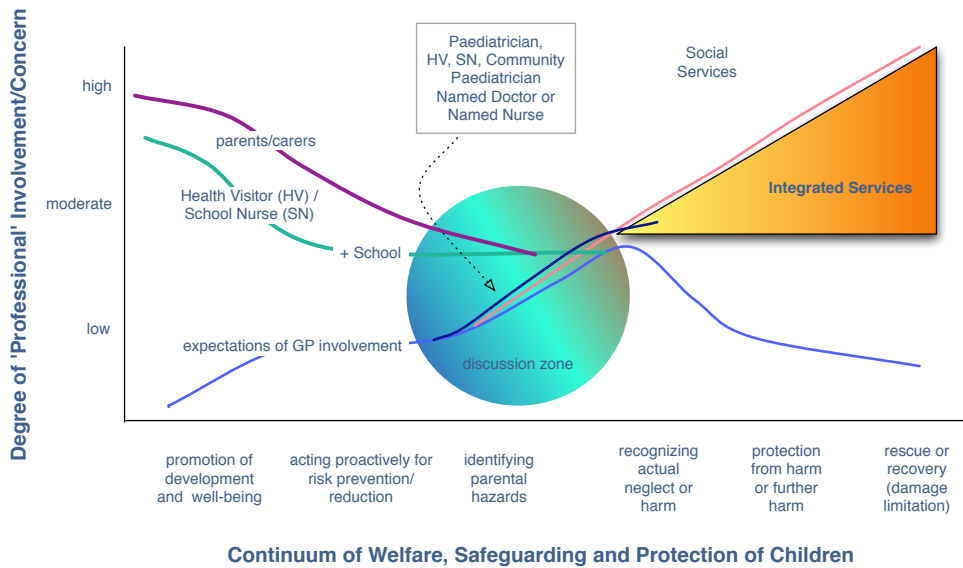 Degree of 'Professional' Involvement/Concern
high
moderate
low
Paediatrician,
HV, SN, Community
Paediatrician
Named Doctor or
Named Nurse
Social
Services
parents/carers
Health Visitor (HV) /
School Nurse (SN)
+ School
Integrated Services
expectations of GP involvement
discussion zone
promotion of
development
and well-being
acting proactively for
risk prevention/
reduction
identifying
parental
hazards
recognizing
actual
neglect or
harm
protection
from harm
or further
harm
rescue or
recovery
(damage
limitation)
Continuum of Welfare, Safeguarding and Protection of Children